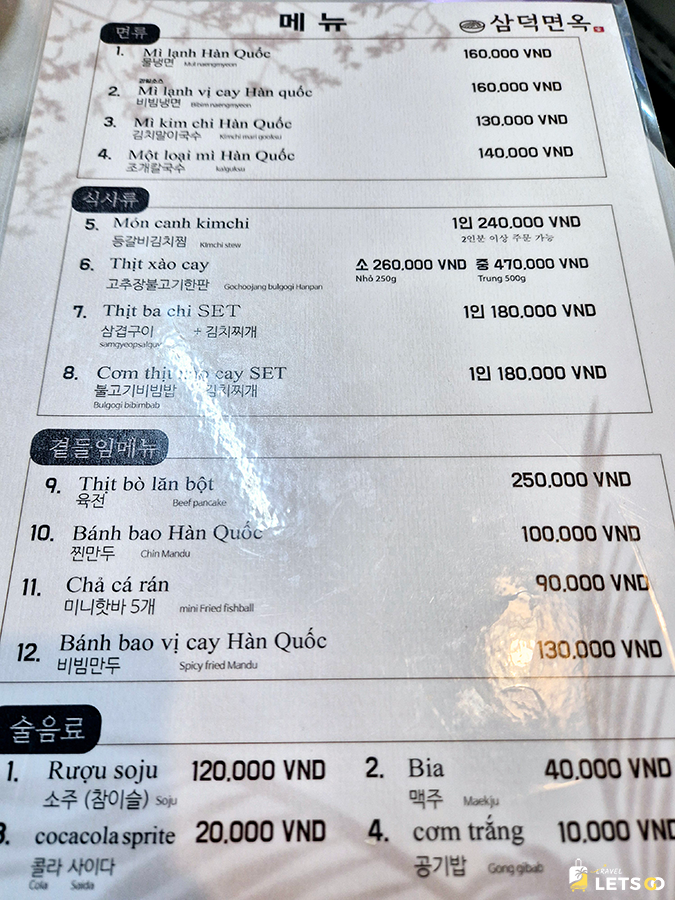 메뉴
삼덕면옥
면류
1. Mì lạnh Hàn Quốc 160,000 VND
물냉면 Mul naengmyeon
간장소스
2. Mì lạnh vị cay Hàn quốc 160,000 VND
비빔냉면 Bibim naengmyeon
3. Mì kim chi Hàn Quốc 130,000 VND
김치말이국수 Kimchi mari gooksu
4. Một loại mì Hàn Quốc 140,000 VND
조개칼국수 kalguksu
식사류
5. Món canh kimchi 1인 240,000 VND
등갈비김치찜 Kimchi stew 2인분 이상 주문 가능
6. Thịt xào cay 소 260,000 VND 중 470,000 VND
고추장불고기한판 Gochoojang bulgogi Hanpan Nhỏ 250g Trung 500g
7. Thịt ba chỉ SET 1인 180,000 VND
삼겹구이 + 김치찌개
samgyeopsalgu
8. Cơm thịt cay SET 1인 180,000 VND
불고기비빔밥 김치찌개
Bulgogi bibimbab
곁들임메뉴
9. Thịt bò lăn bột 250,000 VND
육전 Beef pancake
10. Bánh bao Hàn Quốc 100,000 VND
찐만두 Chin Mandu
11. Chả cá rán 90,000 VND
미니핫바 5개 mini Fried fishball
12. Bánh bao vị cay Hàn Quốc 130,000 VND
비빔만두 Spicy fried Mandu
술음료
1. Rượu soju 120,000 VND 2. Bia 40,000 VND
소주 (참이슬) Soju 맥주 Maekju
3. cocacola sprite 20,000 VND 4. cơm trắng 10,000 VND
콜라 사이다 공기밥 Gong gibab
Cola Saida
TRAVEL
LETS GO